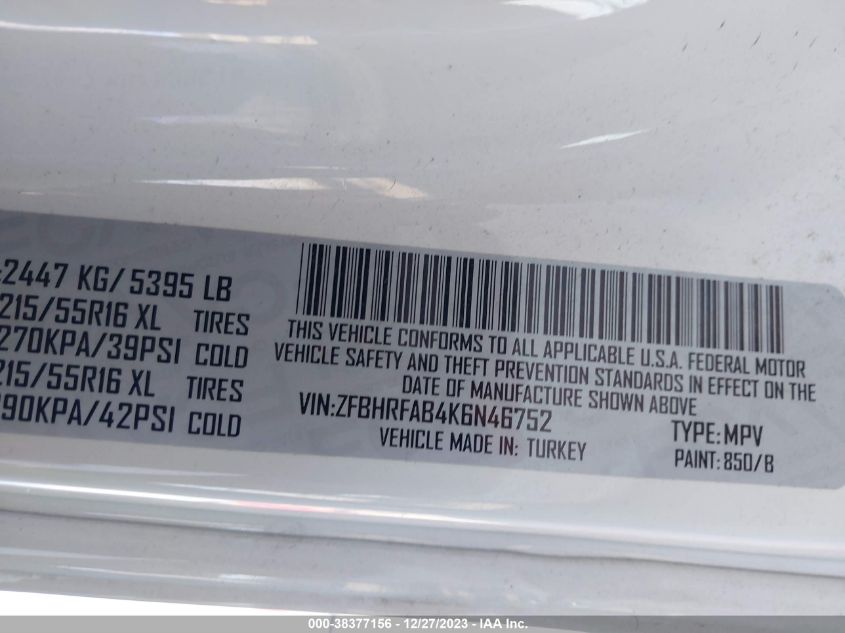 2447 KG/ 5395 LB
215/55R16 XL TIRES
270KPA/39PSI COLD
215/55R16 XL TIRES
90KPA/42PSI COLD
THIS VEHICLE CONFORMS TO ALL APPLICABLE U.S.A. FEDERAL MOTOR
VEHICLE SAFETY AND THEFT PREVENTION STANDARDS IN EFFECT ON THE
DATE OF MANUFACTURE SHOWN ABOVE
VIN:ZFBHRFAB4K6N46752 TYPE: MPV
VEHICLE MADE IN: TURKEY PAINT: 850/B
000-38377156 - 12/27/2023 - IAA Inc.